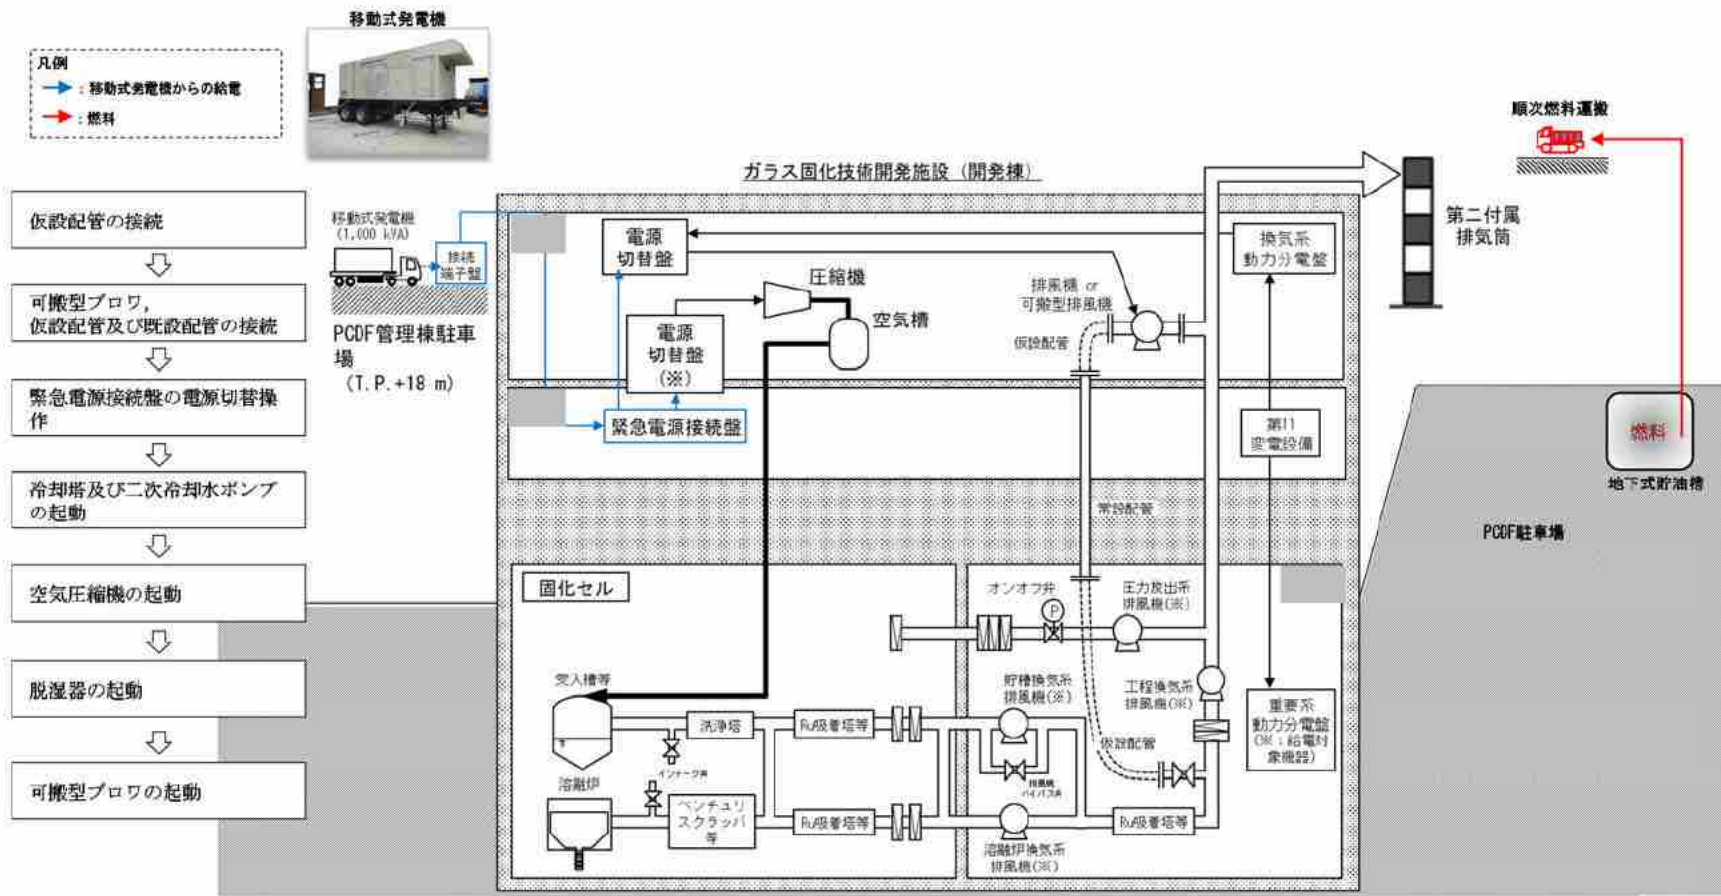 移動式発電機
凡例
：移動式発電機からの給電
：燃料
順次燃料運搬
ガラス固化技術開発施設（開発棟）
仮設配管の接続
可搬型ブロワ，
仮設配管及び既設配管の接続
緊急電源接続盤の電源切替操
作
冷却塔及び二次冷却水ポンプ
の起動
空気圧縮機の起動
脱湿器の起動
可搬型ブロワの起動
移動式発電機
(1,000 kVA)
接続
端子盤
PCDF管理棟駐車
場
(T.P.+18 m)
電源
切替盤
圧縮機
空気槽
電源
切替盤
(※)
緊急電源接続盤
排風機 or
可搬型排風機
仮設配管
換気系
動力分電盤
第11
変電設備
常設配管
第二付属
排気筒
燃料
地下式貯油槽
PCDF駐車場
固化セル
オンオフ弁
P
圧力放出系
排風機(※)
受入槽等
洗浄塔
Ru吸着塔等
インテーク弁
溶融炉
ベンチュリ
スクラッバ
等
Ru吸着塔等
貯槽換気系
排風機(※)
工程換気系
排風機(※)
仮設配管
排風機
バイパス弁
溶融炉換気系
排風機(※)
Ru吸着塔等
重要系
動力分電盤
(※：給電対
象機器)